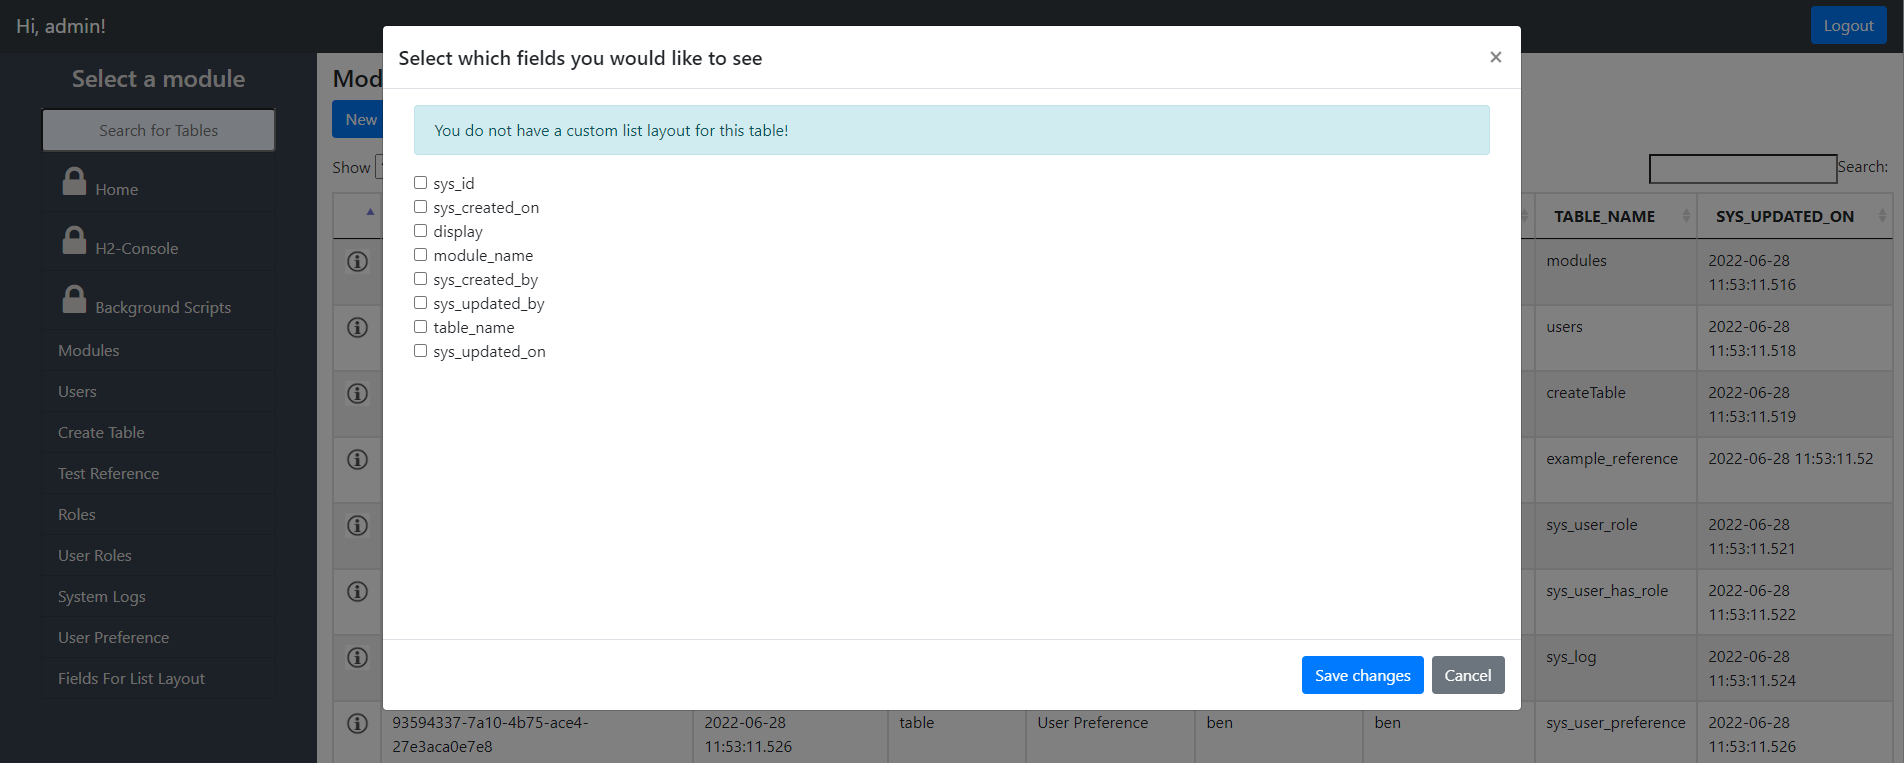 Hi, admin!
Logout
Select a module
Search for Tables
Home
H2-Console
Background Scripts
Modules
Users
Create Table
Test Reference
Roles
User Roles
System Logs
User Preference
Fields For List Layout
Mod
New
Show
Search:
Select which fields you would like to see
×
You do not have a custom list layout for this table!
sys_id
sys_created_on
display
module_name
sys_created_by
sys_updated_by
table_name
sys_updated_on
Save changes
Cancel
TABLE_NAME SYS_UPDATED_ON
modules 2022-06-28
11:53:11.516
users 2022-06-28
11:53:11.518
createTable 2022-06-28
11:53:11.519
example_reference 2022-06-28 11:53:11.52
sys_user_role 2022-06-28
11:53:11.521
sys_user_has_role 2022-06-28
11:53:11.522
sys_log 2022-06-28
11:53:11.524
93594337-7a10-4b75-ace4- 2022-06-28 table User Preference ben ben sys_user_preference 2022-06-28
27e3aca0e7e8 11:53:11.526 11:53:11.526